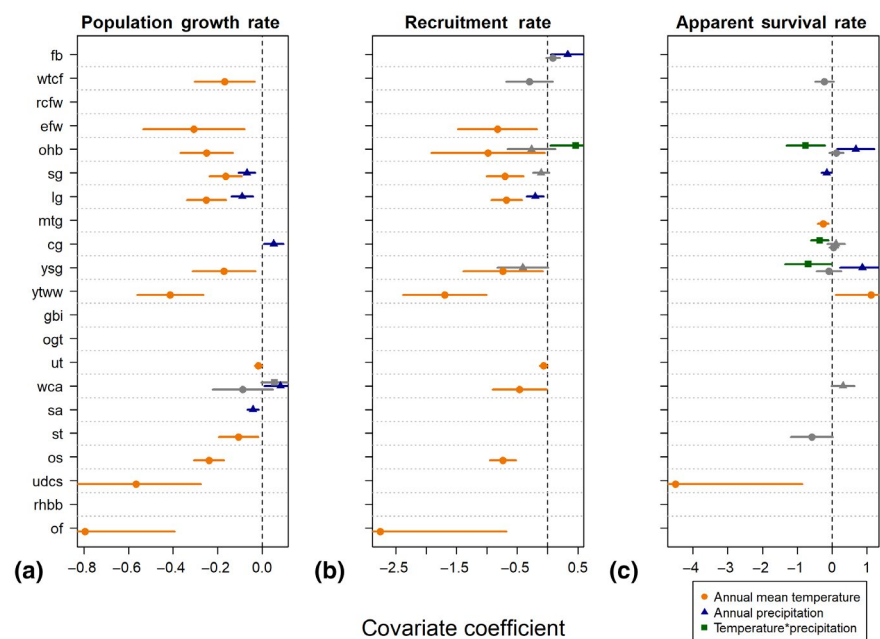 Population growth rate
Recruitment rate
Apparent survival rate
fb
wtcf
rcfw
efw
ohb
sg
lg
mtg
cg
ysg
ytww
gbi
ogt
ut
wca
sa
st
os
udcs
rhbb
of
(a) −0.8 −0.6 −0.4 −0.2 0.0
(b) −2.5 −1.5 −0.5 0.5
(c) −4 −3 −2 −1 0 1
Covariate coefficient
Annual mean temperature
Annual precipitation
Temperature*precipitation